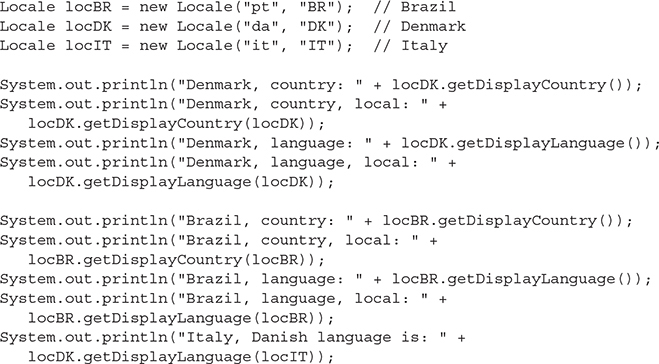 Locale locBR = new Locale("pt", "BR");  // Brazil
Locale locDK = new Locale("da", "DK");  // Denmark
Locale locIT = new Locale("it", "IT");  // Italy

System.out.println("Denmark, country: " + locDK.getDisplayCountry());
System.out.println("Denmark, country, local: " +
   locDK.getDisplayCountry(locDK));
System.out.println("Denmark, language: " + locDK.getDisplayLanguage());
System.out.println("Denmark, language, local: " +
   locDK.getDisplayLanguage(locDK));

System.out.println("Brazil, country: " + locBR.getDisplayCountry());
System.out.println("Brazil, country, local: " +
   locBR.getDisplayCountry(locBR));
System.out.println("Brazil, language: " + locBR.getDisplayLanguage());
System.out.println("Brazil, language, local: " +
   locBR.getDisplayLanguage(locBR));
System.out.println("Italy, Danish language is: " +
   locDK.getDisplayLanguage(locIT));